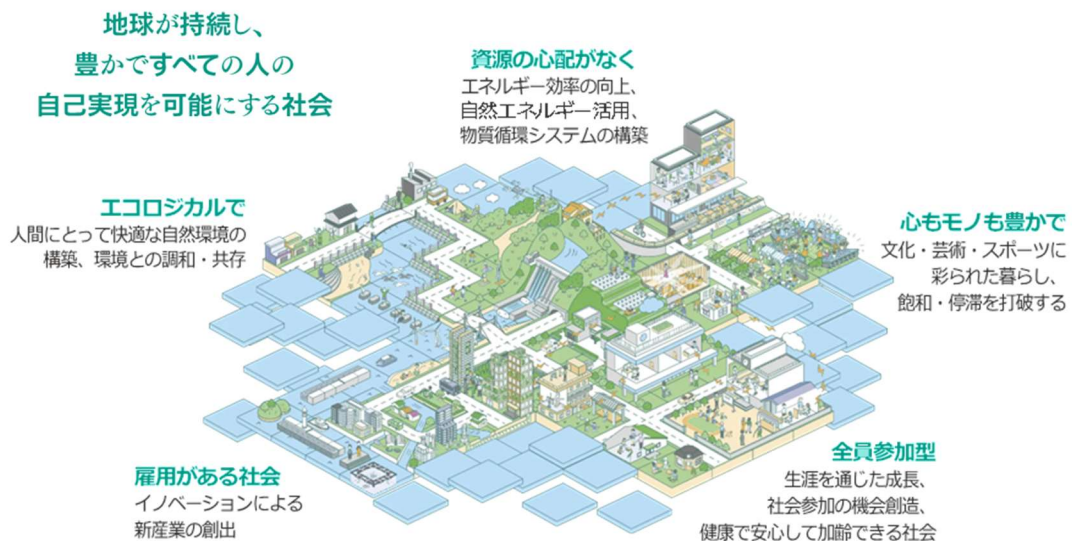 地球が持続し、
豊かですべての人の
自己実現を可能にする社会
資源の心配がなく
エネルギー効率の向上、
自然エネルギー活用、
物質循環システムの構築
エコロジカルで
人間にとって快適な自然環境の
構築、環境との調和・共存
心もモノも豊かで
文化・芸術・スポーツに
彩られた暮らし、
飽和・停滞を打破する
雇用がある社会
イノベーションによる
新産業の創出
全員参加型
生涯を通じた成長、
社会参加の機会創造、
健康で安心して加齢できる社会